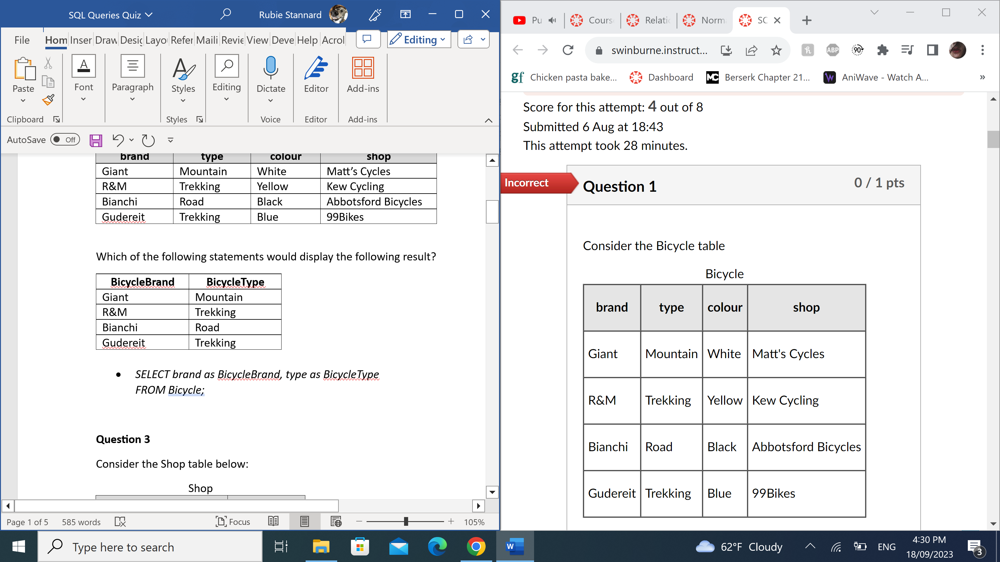 SQL Queries Quiz
Rubie Stannard
File Hom Inser Draw Desig Layo Refer Maili Revie View Deve Help Acrol
Editing
Paste
Font
Paragraph
Styles
Editing
Dictate
Editor
Add-ins
Clipboard
Styles
Voice
Editor
Add-ins
AutoSave Off
brand type colour shop
Giant Mountain White Matt’s Cycles
R&M Trekking Yellow Kew Cycling
Bianchi Road Black Abbotsford Bicycles
Gudereit Trekking Blue 99Bikes
Which of the following statements would display the following result?
BicycleBrand BicycleType
Giant Mountain
R&M Trekking
Bianchi Road
Gudereit Trekking
• SELECT brand as BicycleBrand, type as BicycleType
FROM Bicycle;
Question 3
Consider the Shop table below:
Shop
Page 1 of 5 585 words Focus 105%
Pu Cours Relatio Norma SC
swinburne.instruct... ABP 90°
gf Chicken pasta bake... Dashboard MC Berserk Chapter 21... W AniWave - Watch A... »
Score for this attempt: 4 out of 8
Submitted 6 Aug at 18:43
This attempt took 28 minutes.
Incorrect
Question 1
0 / 1 pts
Consider the Bicycle table
Bicycle
brand type colour shop
Giant Mountain White Matt's Cycles
R&M Trekking Yellow Kew Cycling
Bianchi Road Black Abbotsford Bicycles
Gudereit Trekking Blue 99Bikes
Type here to search
W
62°F Cloudy
ENG
4:30 PM
18/09/2023
3